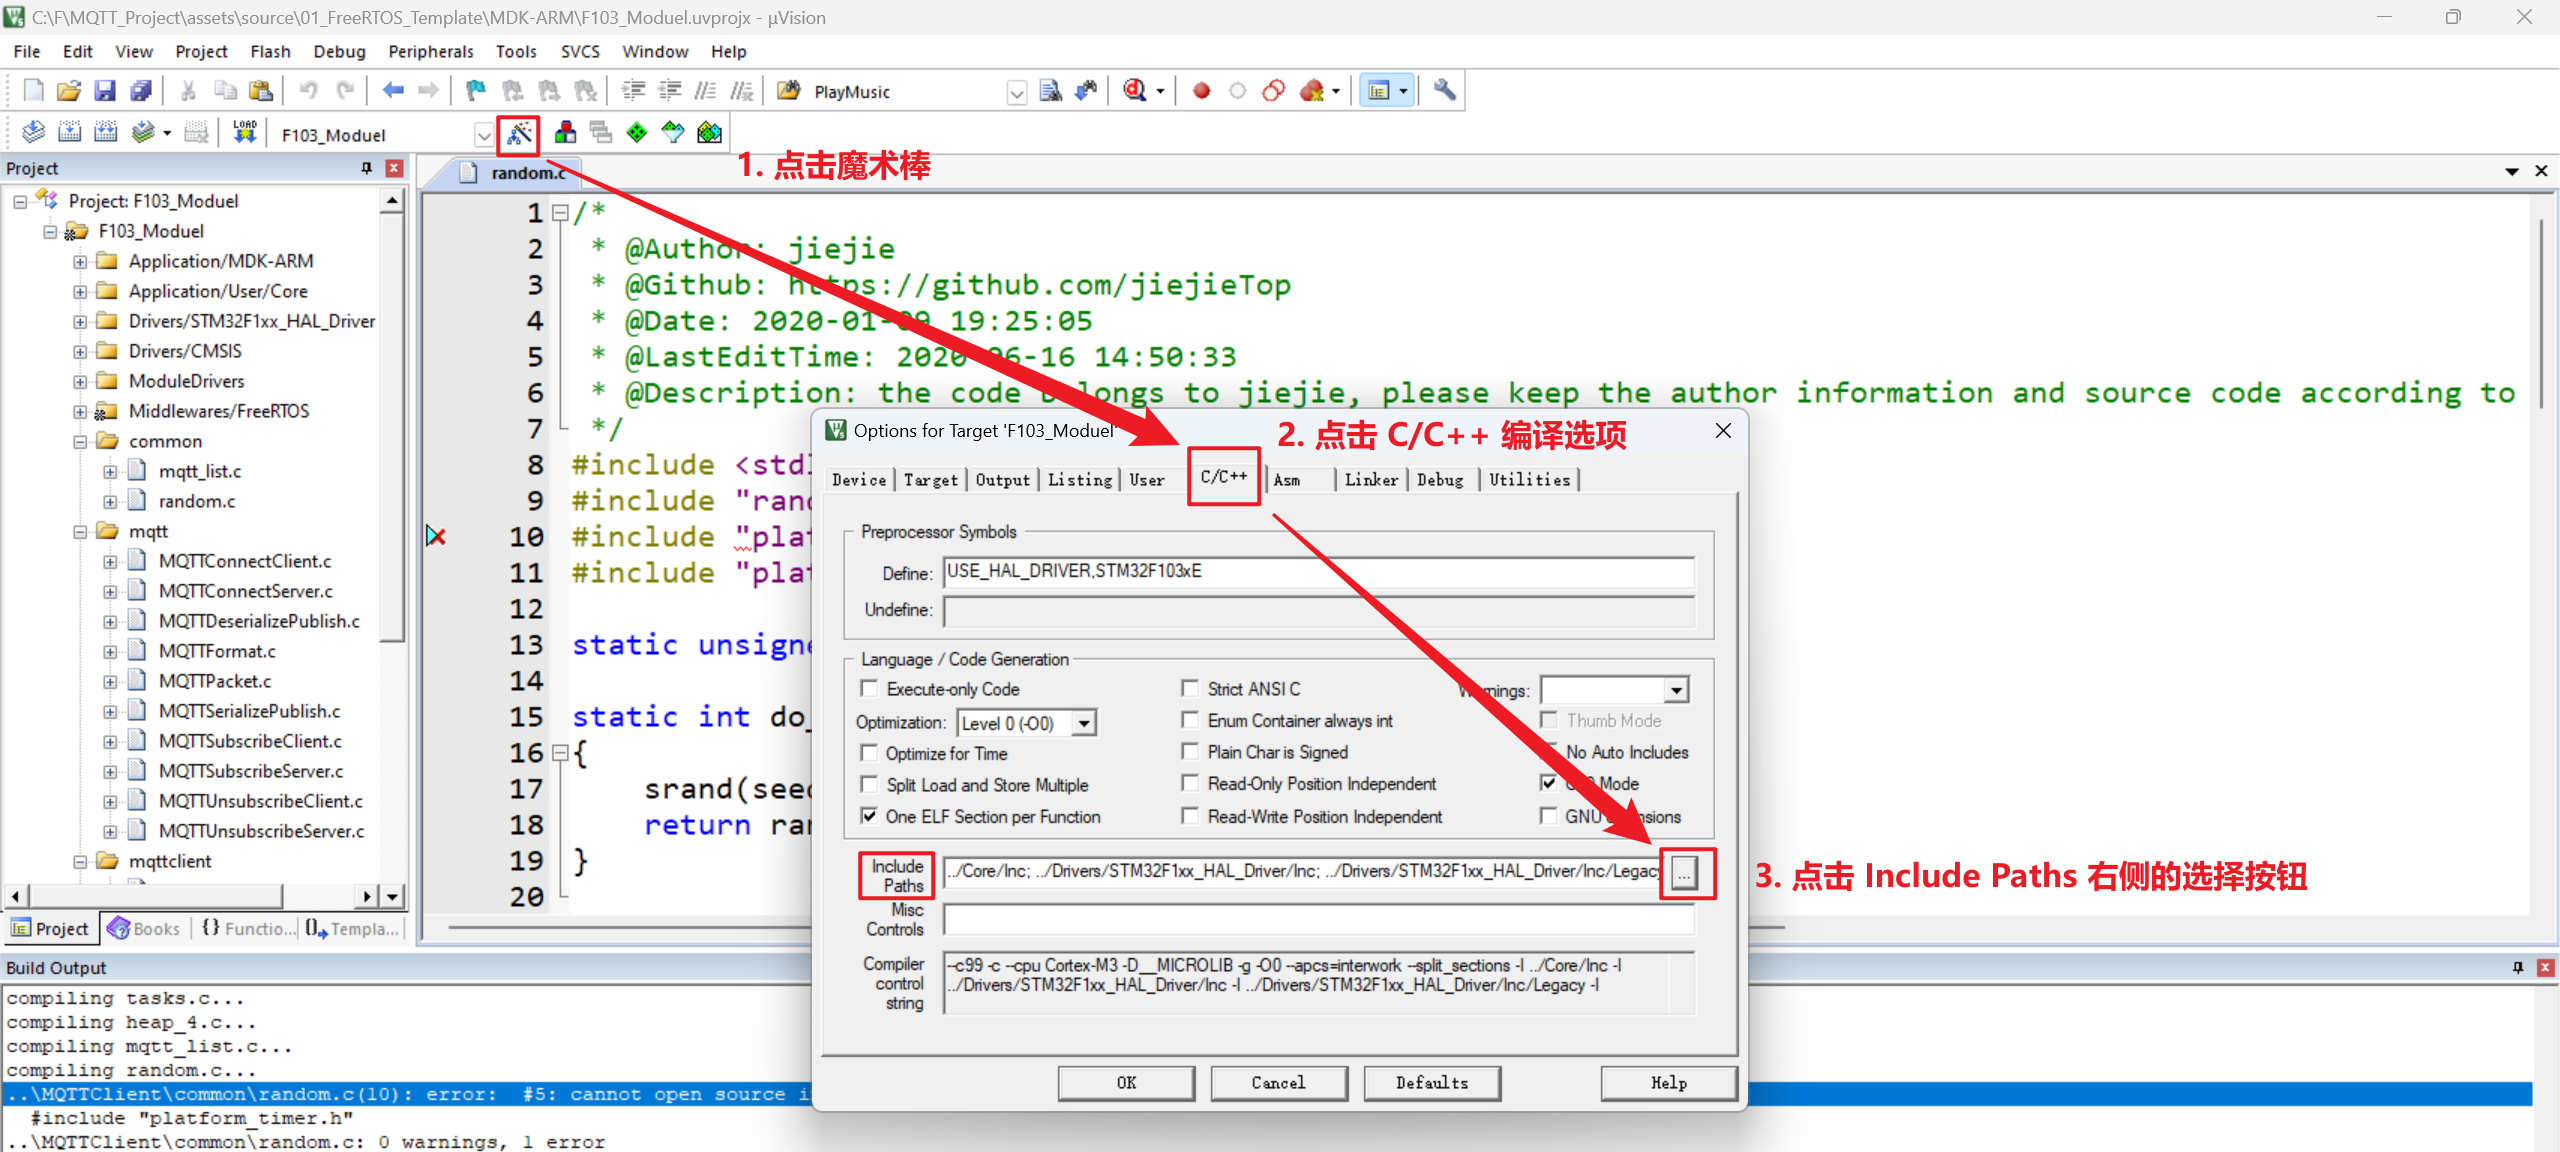 C:\F\MQTT_Project\assets\source\01_FreeRTOS_Template\MDK-ARM\F103_Moduel.uvprojx - µVision
File Edit View Project Flash Debug Peripherals Tools SVCS Window Help
PlayMusic
LOAD F103_Moduel
1. 点击魔术棒
Project
random.c
Project: F103_Moduel
F103_Moduel
Application/MDK-ARM
Application/User/Core
Drivers/STM32F1xx_HAL_Driver
Drivers/CMSIS
ModuleDrivers
Middlewares/FreeRTOS
common
mqtt_list.c
random.c
mqtt
MQTTConnectClient.c
MQTTConnectServer.c
MQTTDeserializePublish.c
MQTTFormat.c
MQTTPacket.c
MQTTSerializePublish.c
MQTTSubscribeClient.c
MQTTSubscribeServer.c
MQTTUnsubscribeClient.c
MQTTUnsubscribeServer.c
mqttclient
Project Books {} Functio... Templa...
1 /*
2 * @Author: jiejie
3 * @Github: https://github.com/jiejieTop
4 * @Date: 2020-01-09 19:25:05
5 * @LastEditTime: 2020-06-16 14:50:33
6 * @Description: the code belongs to jiejie, please keep the author information and source code according to
7 */
8 #include <std
9 #include "ran
10 #include "pla
11 #include "pla
12
13 static unsigne
14
15 static int do_
16 {
17 srand(see
18 return ra
19 }
20
Options for Target 'F103_Moduel'
2. 点击 C/C++ 编译选项
Device Target Output Listing User C/C++ Asm Linker Debug Utilities
Preprocessor Symbols
Define: USE_HAL_DRIVER,STM32F103xE
Undefine:
Language / Code Generation
Execute-only Code Strict ANSI C Warnings:
Optimization: Level 0 (-O0) Enum Container always int Thumb Mode
Optimize for Time Plain Char is Signed No Auto Includes
Split Load and Store Multiple Read-Only Position Independent Mode
One ELF Section per Function Read-Write Position Independent GNU
Include Paths ../Core/Inc; ../Drivers/STM32F1xx_HAL_Driver/Inc; ../Drivers/STM32F1xx_HAL_Driver/Inc/Legacy ...
3. 点击 Include Paths 右侧的选择按钮
Misc Controls
Compiler control string
--c99 -c --cpu Cortex-M3 -D__MICROLIB -g -O0 --apcs=interwork --split_sections -I ../Core/Inc -I
../Drivers/STM32F1xx_HAL_Driver/Inc -I ../Drivers/STM32F1xx_HAL_Driver/Inc/Legacy -I
OK Cancel Defaults Help
Build Output
compiling tasks.c...
compiling heap_4.c...
compiling mqtt_list.c...
compiling random.c...
..\MQTTClient\common\random.c(10): error: #5: cannot open source i
#include "platform_timer.h"
..\MQTTClient\common\random.c: 0 warnings, 1 error